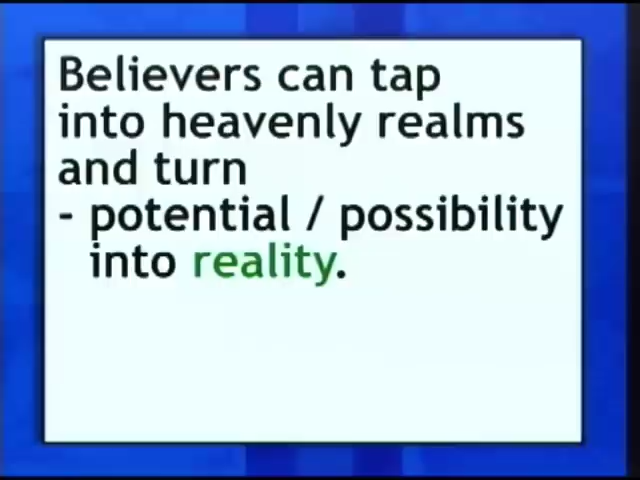 Believers can tap
into heavenly realms
and turn
- potential / possibility
into reality.